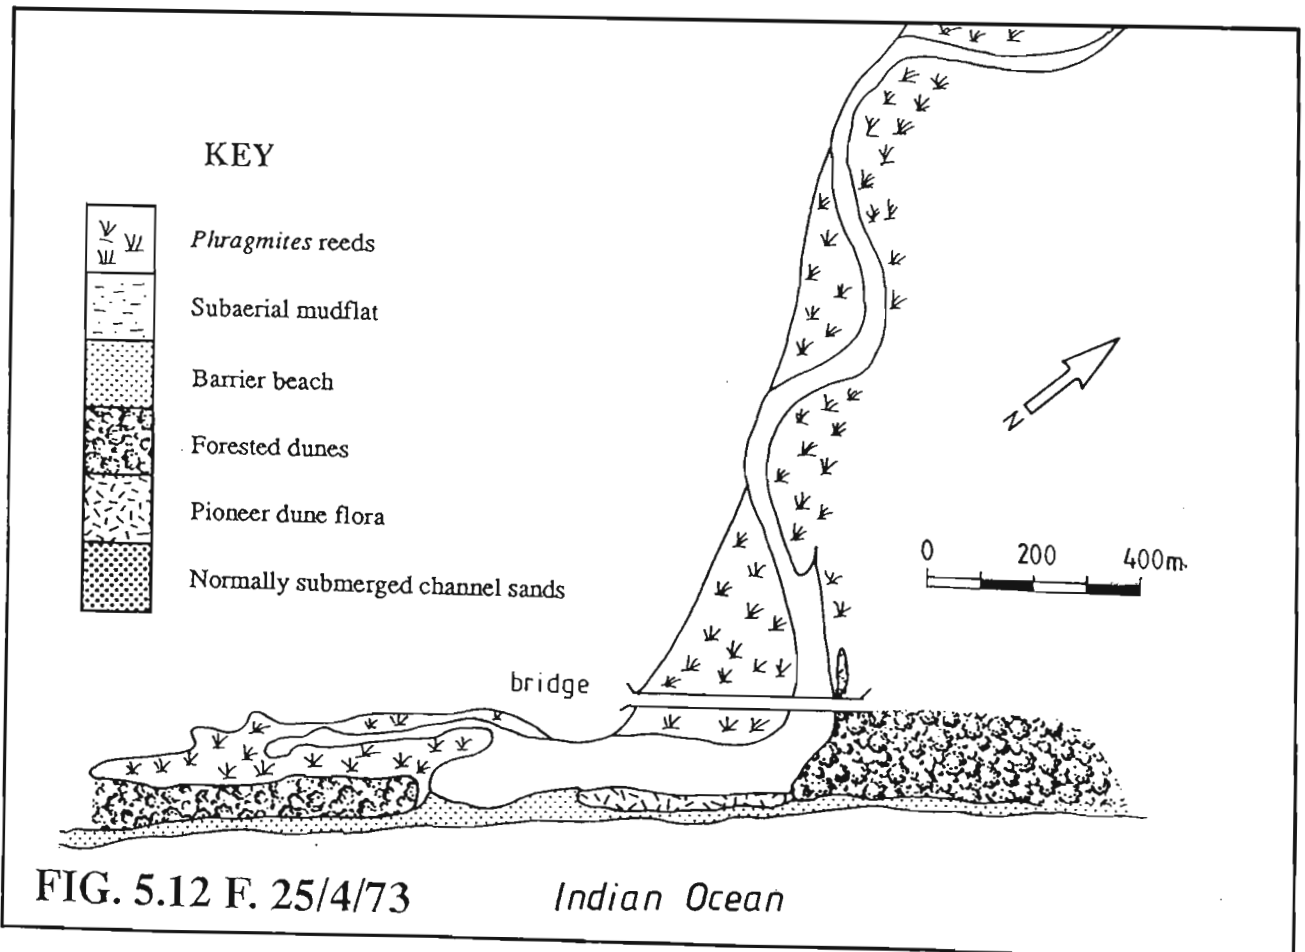 KEY
Phragmites reeds
Subaerial mudflat
Barrier beach
Forested dunes
Pioneer dune flora
Normally submerged channel sands
N
0 200 400m.
bridge
FIG. 5.12 F. 25/4/73
Indian Ocean